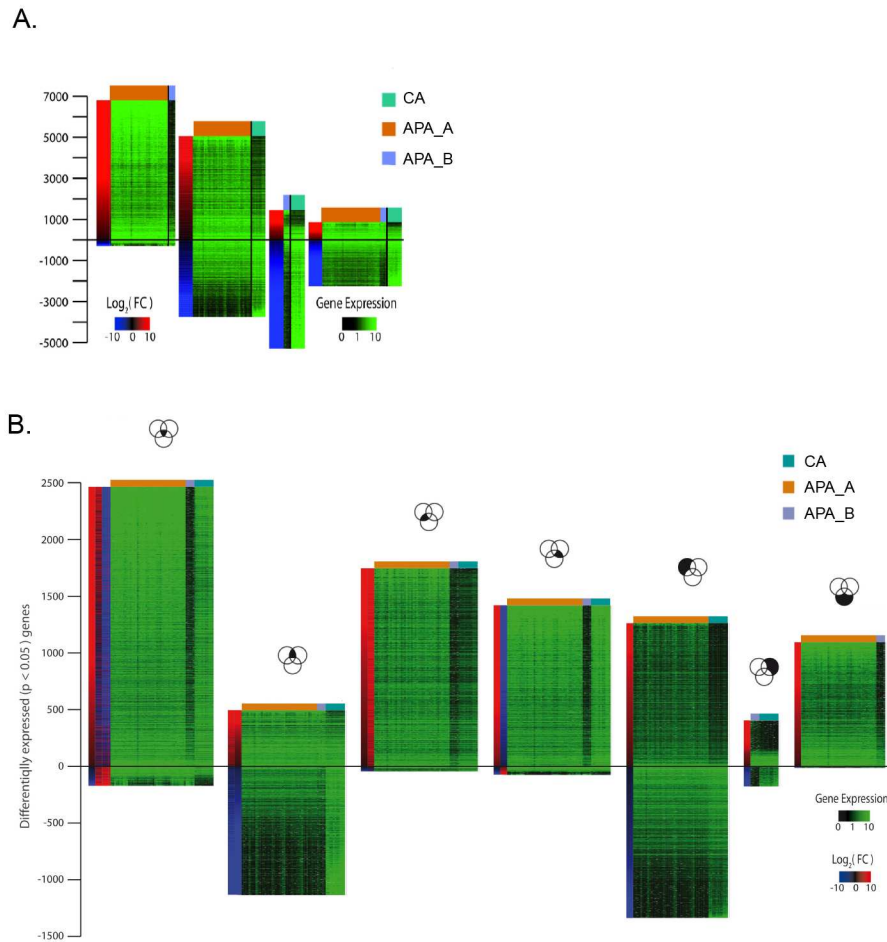 A.
7000
5000
3000
1000
-1000
-3000
-5000
CA
APA_A
APA_B
Log2( FC )
-10 0 10
Gene Expression
0 1 10
B.
Differentiqlly expressed (p < 0.05 ) genes
2500
2000
1500
1000
500
0
-500
-1000
-1500
CA
APA_A
APA_B
Gene Expression
0 1 10
Log2( FC )
-10 0 10